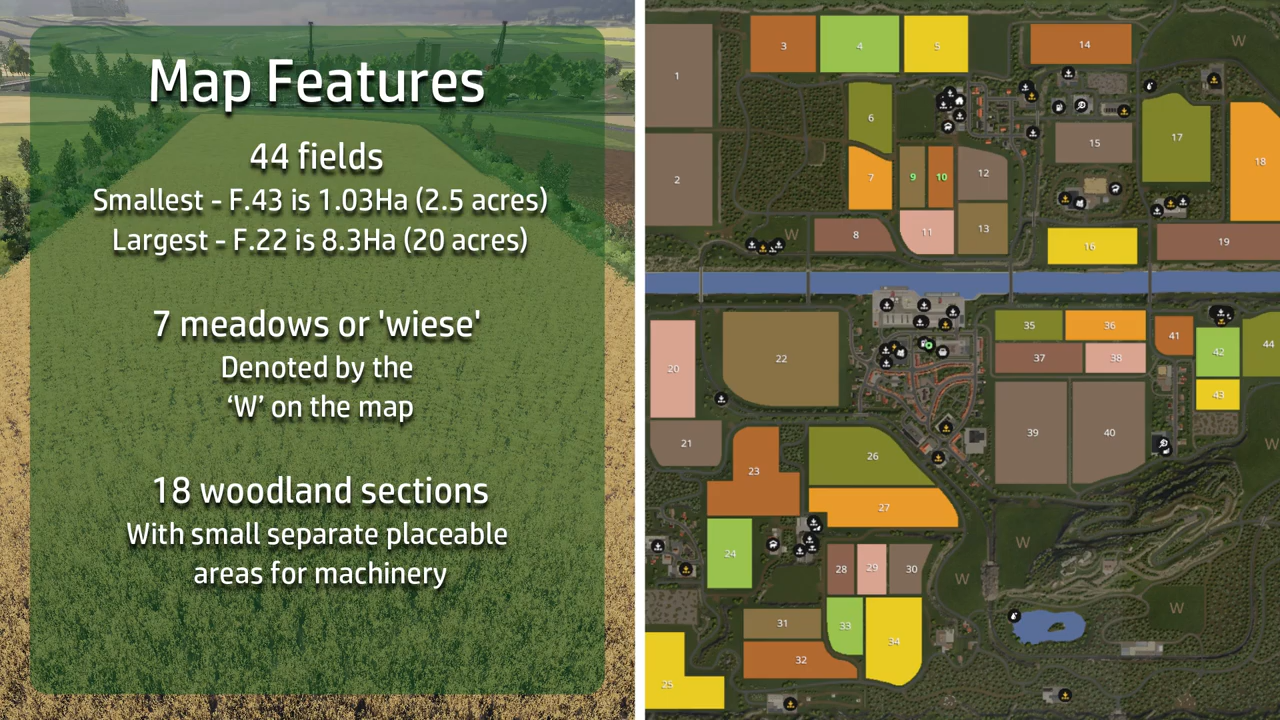 Map Features
44 fields
Smallest - F.43 is 1.03Ha (2.5 acres)
Largest - F.22 is 8.3Ha (20 acres)
7 meadows or 'wiese'
Denoted by the
‘W’ on the map
18 woodland sections
With small separate placeable
areas for machinery
3
4
5
14
W
1
6
15
17
18
2
7
9
10
12
8
11
13
W
16
19
20
22
35
36
41
42
44
37
38
43
21
23
26
39
40
W
27
24
28
29
30
W
W
W
31
33
34
32
25